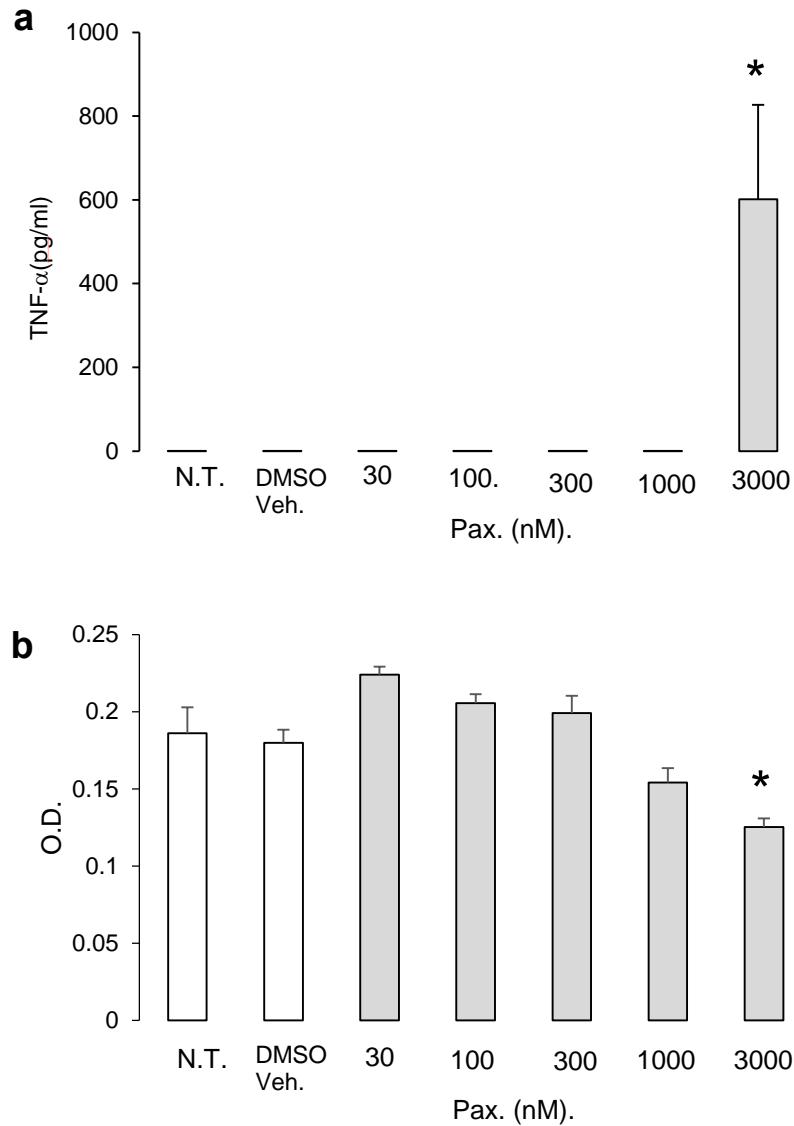 a
1000
800
600
400
200
0
TNF-α(pg/ml)
*
N.T.
DMSO
Veh.
30
100.
300
1000
3000
Pax. (nM).
b
0.25
0.2
0.15
0.1
0.05
0
O.D.
*
N.T.
DMSO
Veh.
30
100
300
1000
3000
Pax. (nM).